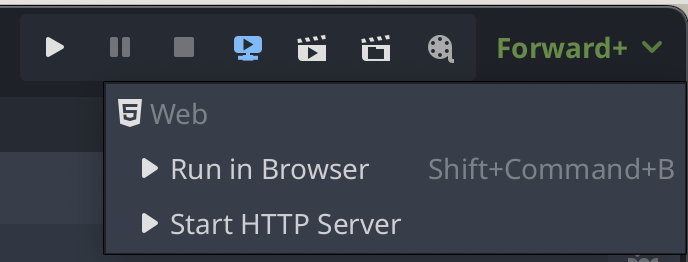 Forward+
Web
Run in Browser Shift+Command+B
Start HTTP Server